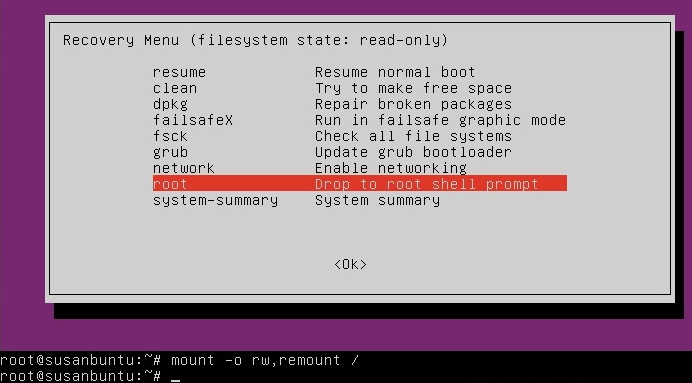 Recovery Menu (filesystem state: read-only)
resume Resume normal boot
clean Try to make free space
dpkg Repair broken packages
failsafeX Run in failsafe graphic mode
fsck Check all file systems
grub Update grub bootloader
network Enable networking
root Drop to root shell prompt
system-summary System summary
<Ok>
root@susanbuntu:~# mount -o rw,remount /
root@susanbuntu:~# _